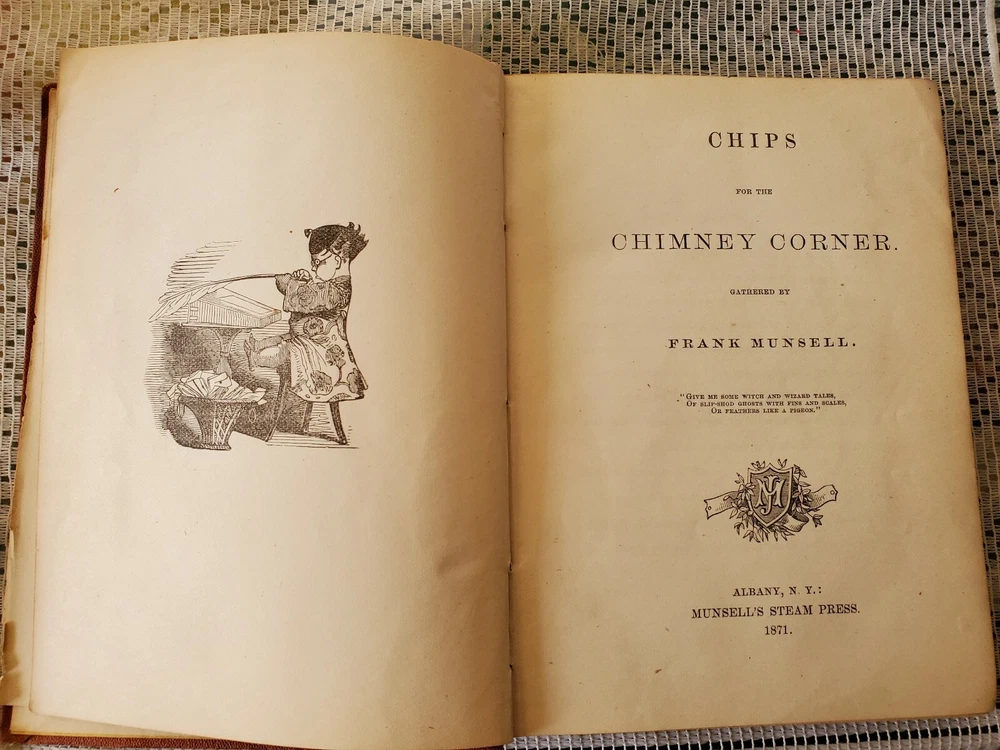 CHIPS
FOR THE
CHIMNEY CORNER.
GATHERED BY
FRANK MUNSELL.
"GIVE ME SOME WITCH AND WIZARD TALES,
OF SLIP-SHOD GHOSTS WITH FINS AND SCALES,
OR FEATHERS LIKE A PIGEON."
JM
ALBANY, N. Y.:
MUNSELL'S STEAM PRESS.
1871.